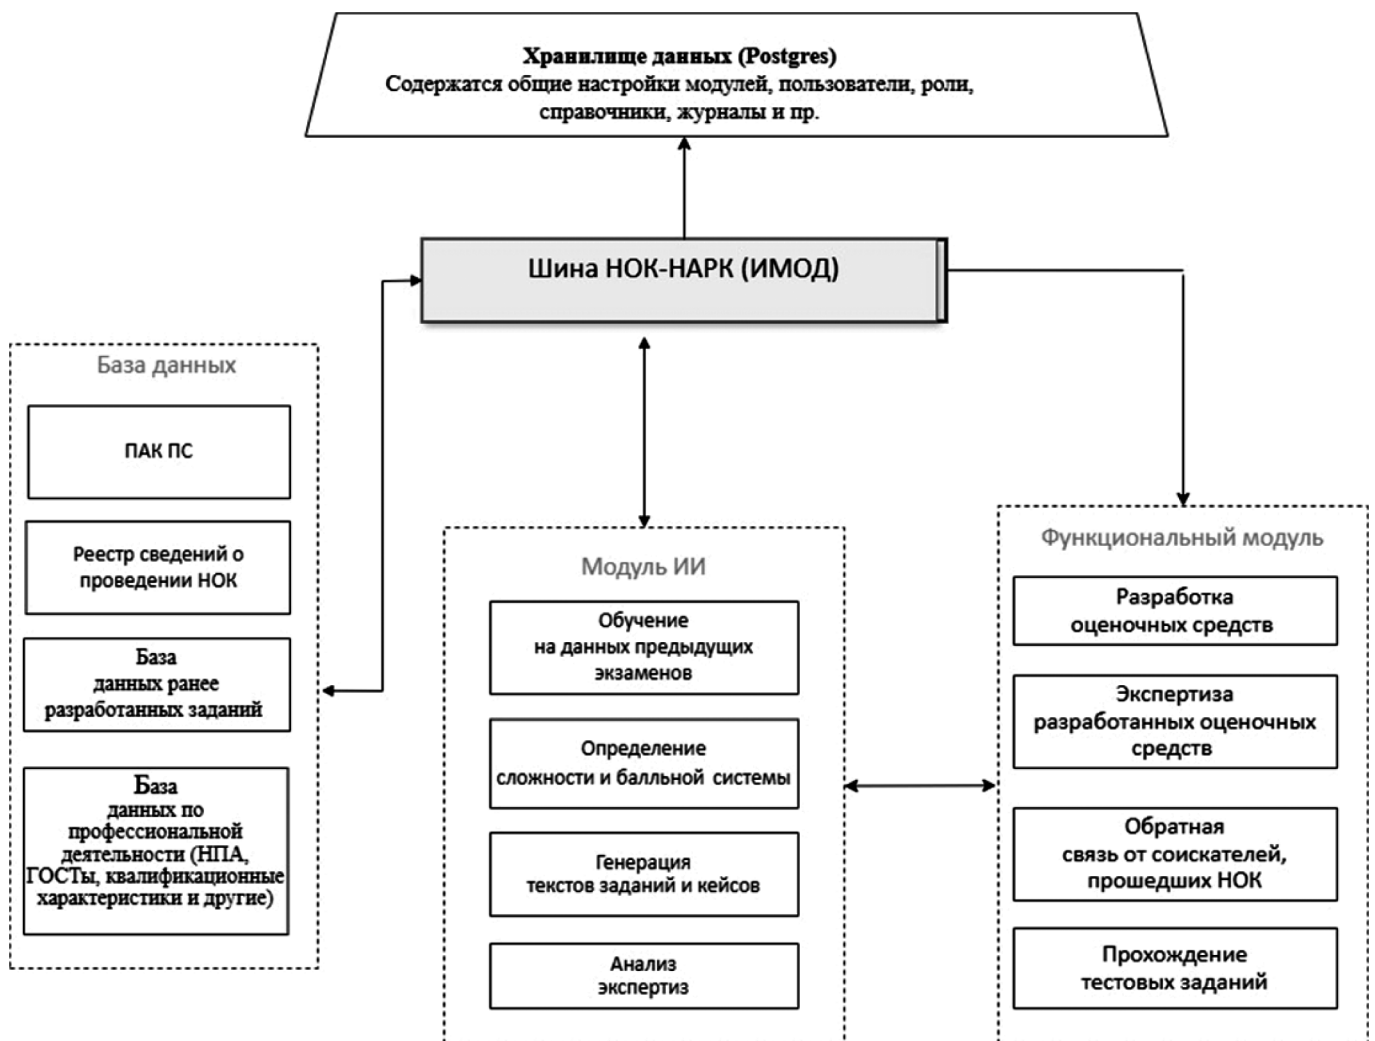 Хранилище данных (Postgres)
Содержатся общие настройки модулей, пользователи, роли,
справочники, журналы и пр.
Шина НОК-НАРК (ИМОД)
База данных
ПАК ПС
Реестр сведений о
проведении НОК
База
данных ранее
разработанных заданий
База
данных по
профессиональной
деятельности (НПА,
ГОСТы, квалификационные
характеристики и другие)
Модуль ИИ
Обучение
на данных предыдущих
экзаменов
Определение
сложности и балльной системы
Генерация
текстов заданий и кейсов
Анализ
экспертиз
Функциональный модуль
Разработка
оценочных средств
Экспертиза
разработанных оценочных
средств
Обратная
связь от соискателей,
прошедших НОК
Прохождение
тестовых заданий